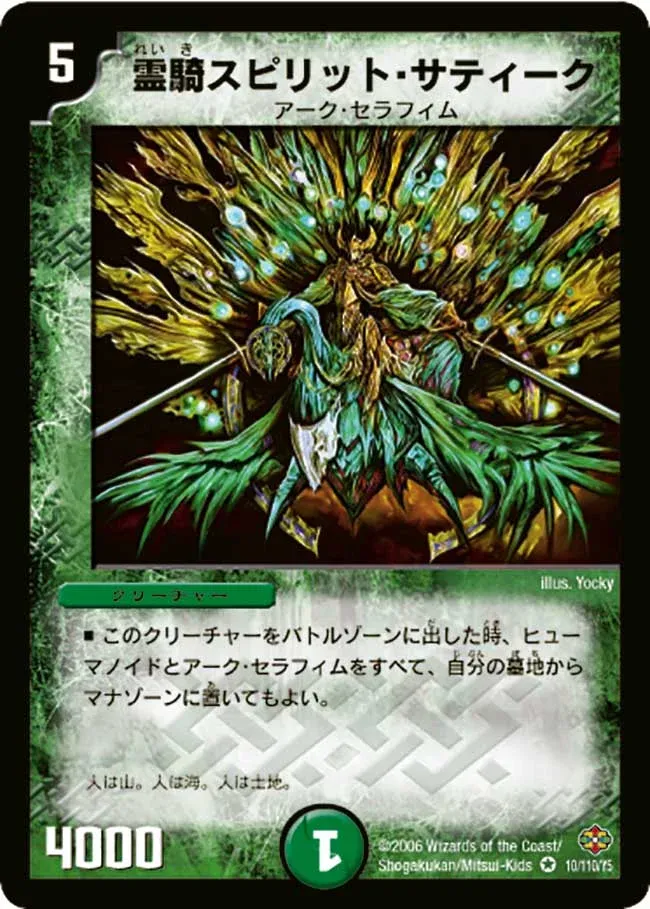 5
れいき
霊騎スピリット・サティーク
アーク・セラフィム
illus. Yocky
クリーチャー
■ このクリーチャーをバトルゾーンに出した時、ヒュー
マノイドとアーク・セラフィムをすべて、自分の墓地から
マナゾーンに置いてもよい。
人は山。人は海。人は土地。
4000
1
©2006 Wizards of the Coast/
Shogakukan/Mitsui-Kids ✪ 10/110/Y5